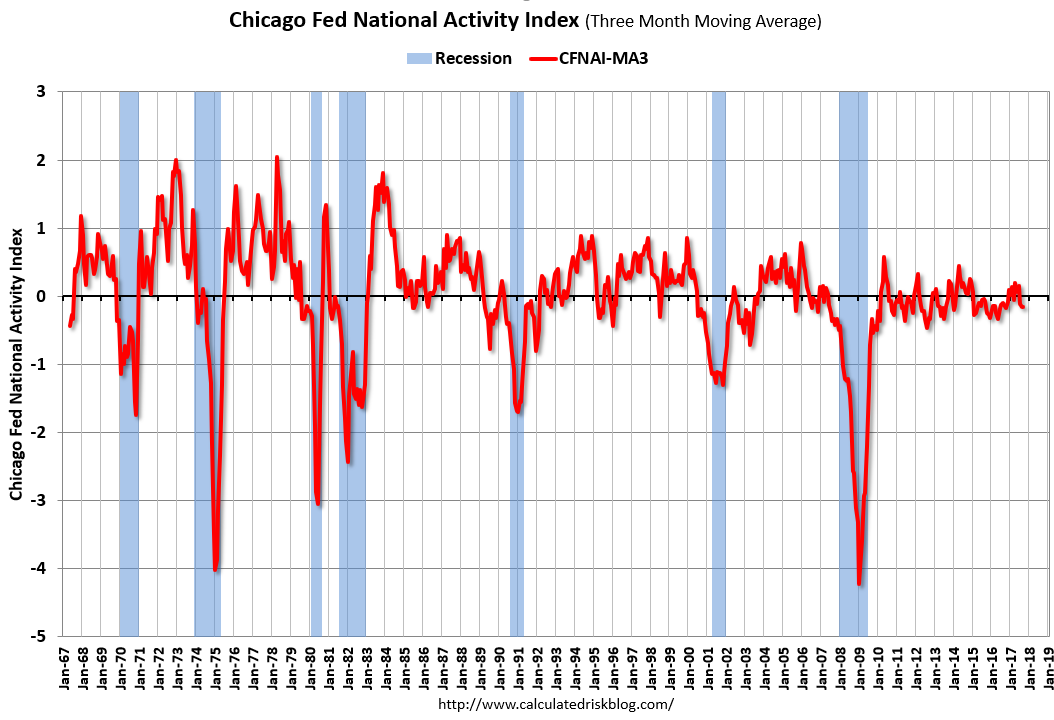 Chicago Fed National Activity Index (Three Month Moving Average)
Recession CFNAI-MA3
3
2
1
0
-1
-2
-3
-4
-5
Chicago Fed National Activity Index
Jan-67
Jan-68
Jan-69
Jan-70
Jan-71
Jan-72
Jan-73
Jan-74
Jan-75
Jan-76
Jan-77
Jan-78
Jan-79
Jan-80
Jan-81
Jan-82
Jan-83
Jan-84
Jan-85
Jan-86
Jan-87
Jan-88
Jan-89
Jan-90
Jan-91
Jan-92
Jan-93
Jan-94
Jan-95
Jan-96
Jan-97
Jan-98
Jan-99
Jan-00
Jan-01
Jan-02
Jan-03
Jan-04
Jan-05
Jan-06
Jan-07
Jan-08
Jan-09
Jan-10
Jan-11
Jan-12
Jan-13
Jan-14
Jan-15
Jan-16
Jan-17
Jan-18
Jan-19
http://www.calculatedriskblog.com/